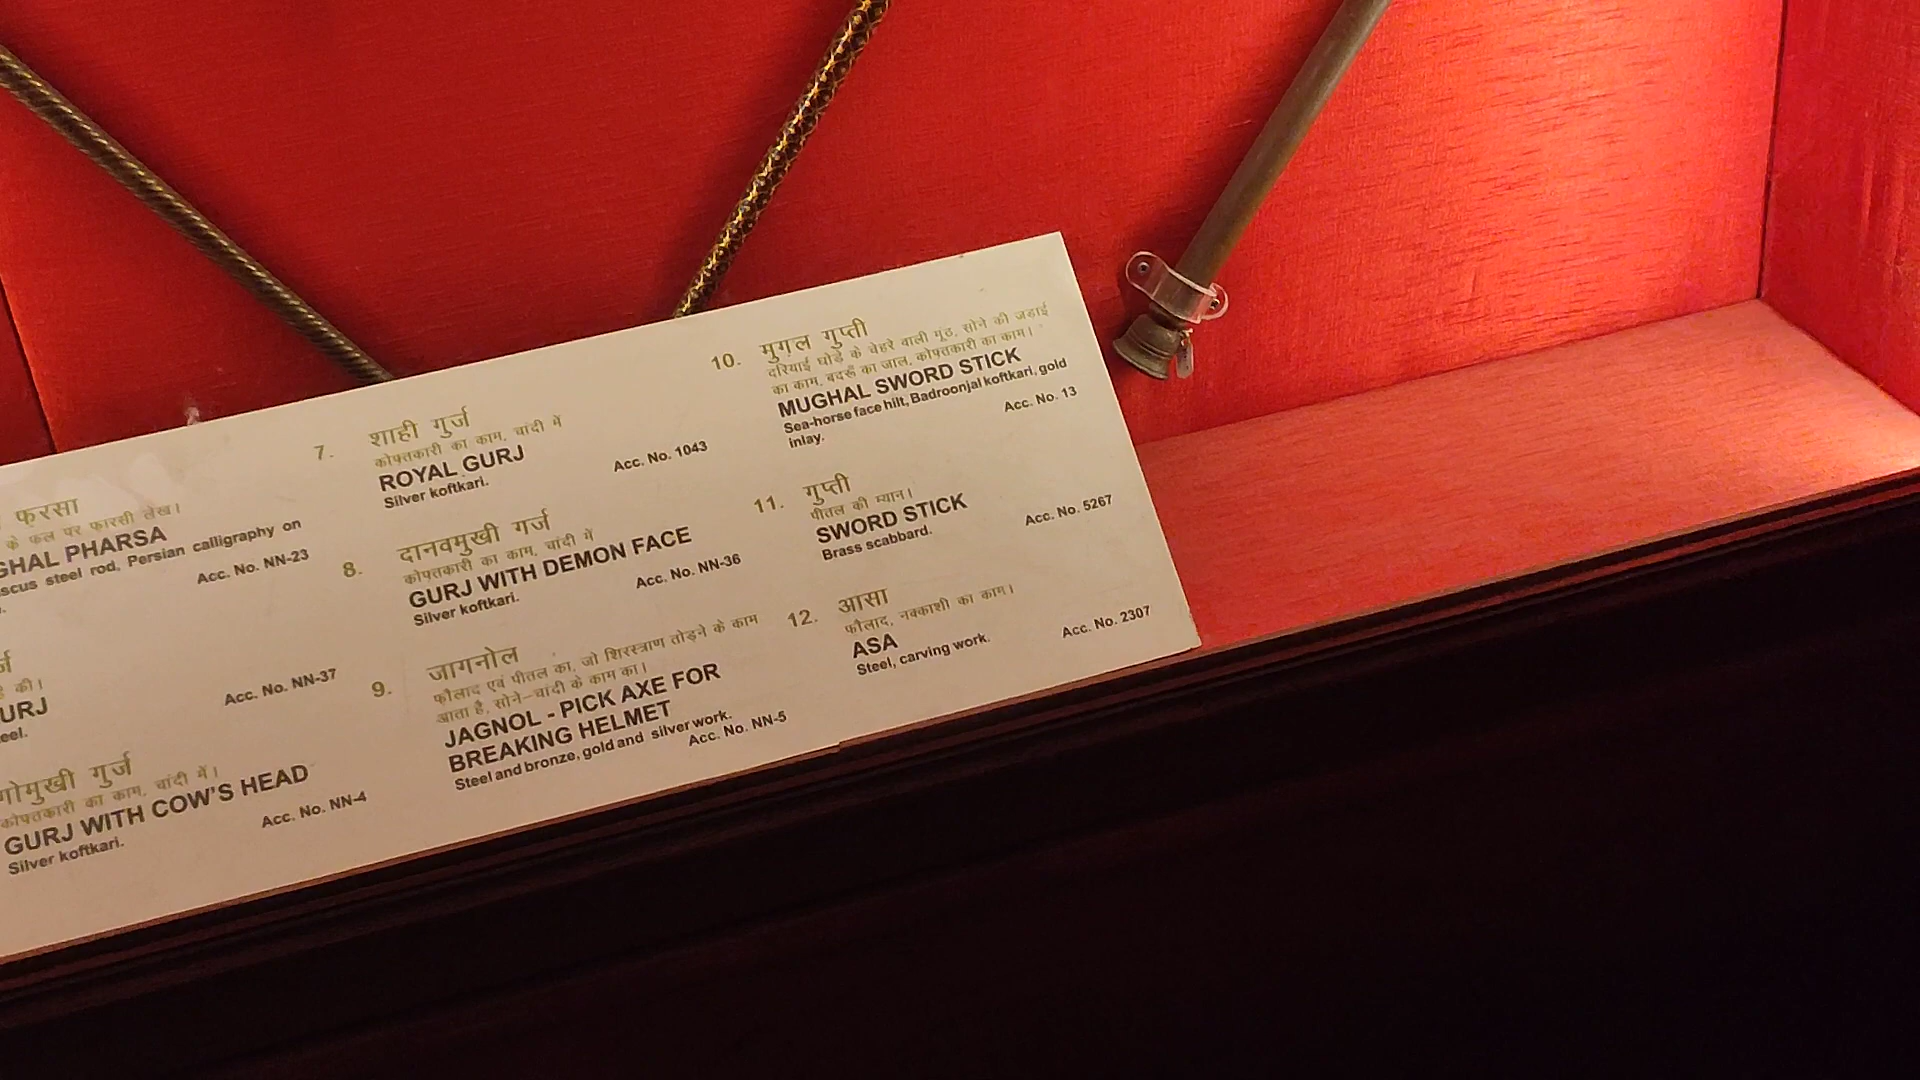 फ़रसा
के फल पर फारसी लेख।
GHAL PHARSA
scus steel rod, Persian calligraphy on
Acc. No. NN-23
की।
URJ
eel.
Acc. No. NN-37
गोमुखी गुर्ज
कोफ्तकारी का काम, चांदी में।
GURJ WITH COW'S HEAD
Silver koftkari.
Acc. No. NN-4
7. शाही गुर्ज
कोफ्तकारी का काम, चांदी में
ROYAL GURJ
Silver koftkari.
Acc. No. 1043
8. दानवमुखी गर्ज
कोफ्तकारी का काम, चांदी में
GURJ WITH DEMON FACE
Silver koftkari.
Acc. No. NN-36
9. जागनोल
फौलाद एवं पीतल का, जो शिरस्त्राण तोड़ने के काम
आता है, सोने-चांदी के काम का।
JAGNOL - PICK AXE FOR
BREAKING HELMET
Steel and bronze, gold and silver work.
Acc. No. NN-5
10. मुग़ल गुप्ती
दरियाई घोड़े के चेहरे वाली मूठ, सोने की जड़ाई
का काम, बदरूँ का जाल, कोफ्तकारी का काम।
MUGHAL SWORD STICK
Sea-horse face hilt, Badroonjal koftkari, gold
inlay.
Acc. No. 13
11. गुप्ती
पीतल की म्यान।
SWORD STICK
Brass scabbard.
Acc. No. 5267
12. आसा
फौलाद, नक्काशी का काम।
ASA
Steel, carving work.
Acc. No. 2307